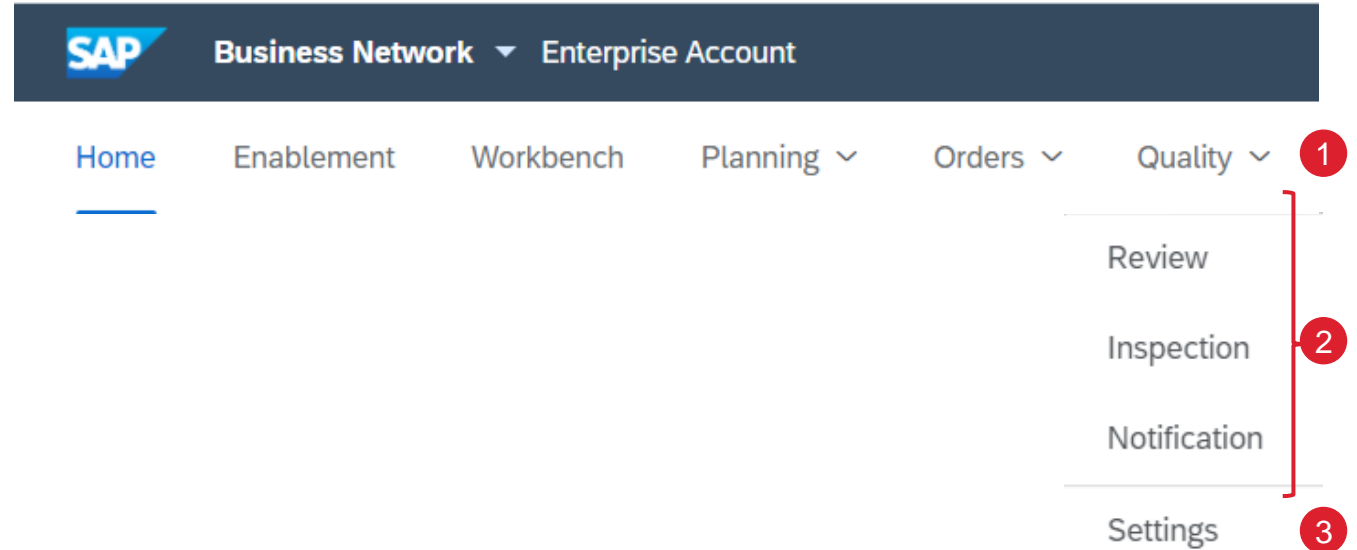 SAP Business Network Enterprise Account
Home Enablement Workbench Planning Orders Quality 1
Review
Inspection 2
Notification
Settings 3